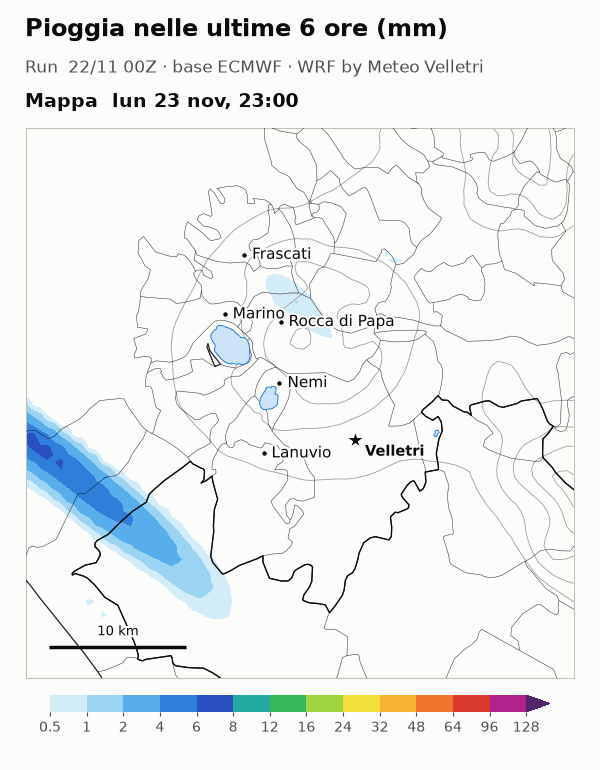 Pioggia nelle ultime 6 ore (mm)
Run  22/11 00Z · base ECMWF · WRF by Meteo Velletri
Mappa  lun 23 nov, 23:00
Frascati
Marino
Rocca di Papa
Nemi
Velletri
Lanuvio
10 km
0.5 1 2 4 6 8 12 16 24 32 48 64 96 128